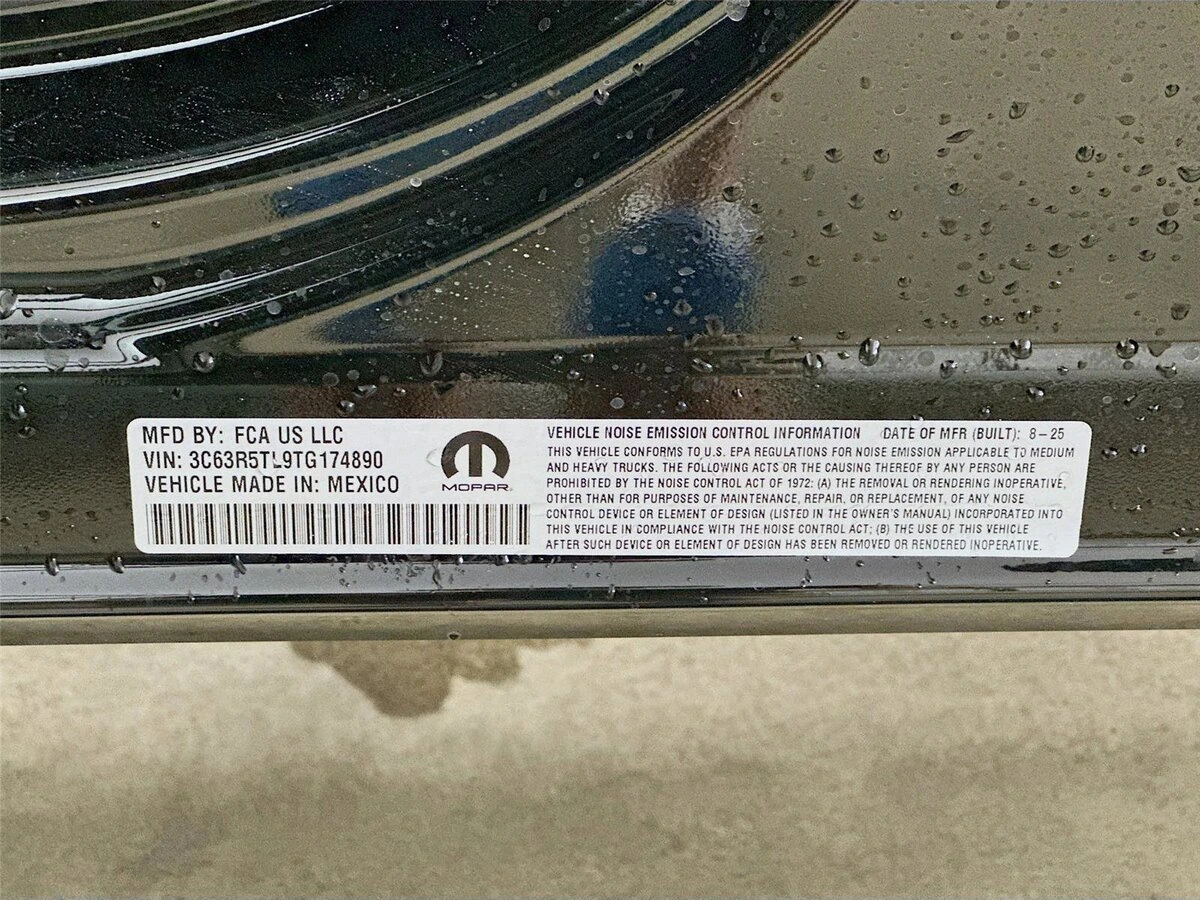 MFD BY: FCA US LLC
VIN: 3C63R5TL9TG174890
VEHICLE MADE IN: MEXICO
MOPAR
VEHICLE NOISE EMISSION CONTROL INFORMATION DATE OF MFR (BUILT): 8-25
THIS VEHICLE CONFORMS TO U.S. EPA REGULATIONS FOR NOISE EMISSION APPLICABLE TO MEDIUM
AND HEAVY TRUCKS. THE FOLLOWING ACTS OR THE CAUSING THEREOF BY ANY PERSON ARE
PROHIBITED BY THE NOISE CONTROL ACT OF 1972: (A) THE REMOVAL OR RENDERING INOPERATIVE,
OTHER THAN FOR PURPOSES OF MAINTENANCE, REPAIR, OR REPLACEMENT, OF ANY NOISE
CONTROL DEVICE OR ELEMENT OF DESIGN (LISTED IN THE OWNER'S MANUAL) INCORPORATED INTO
THIS VEHICLE IN COMPLIANCE WITH THE NOISE CONTROL ACT; (B) THE USE OF THIS VEHICLE
AFTER SUCH DEVICE OR ELEMENT OF DESIGN HAS BEEN REMOVED OR RENDERED INOPERATIVE.